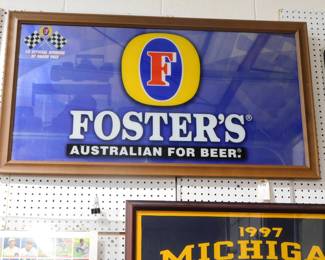 F
FOSTER'S®
AUSTRALIAN FOR BEER.
1997
MICHIGA